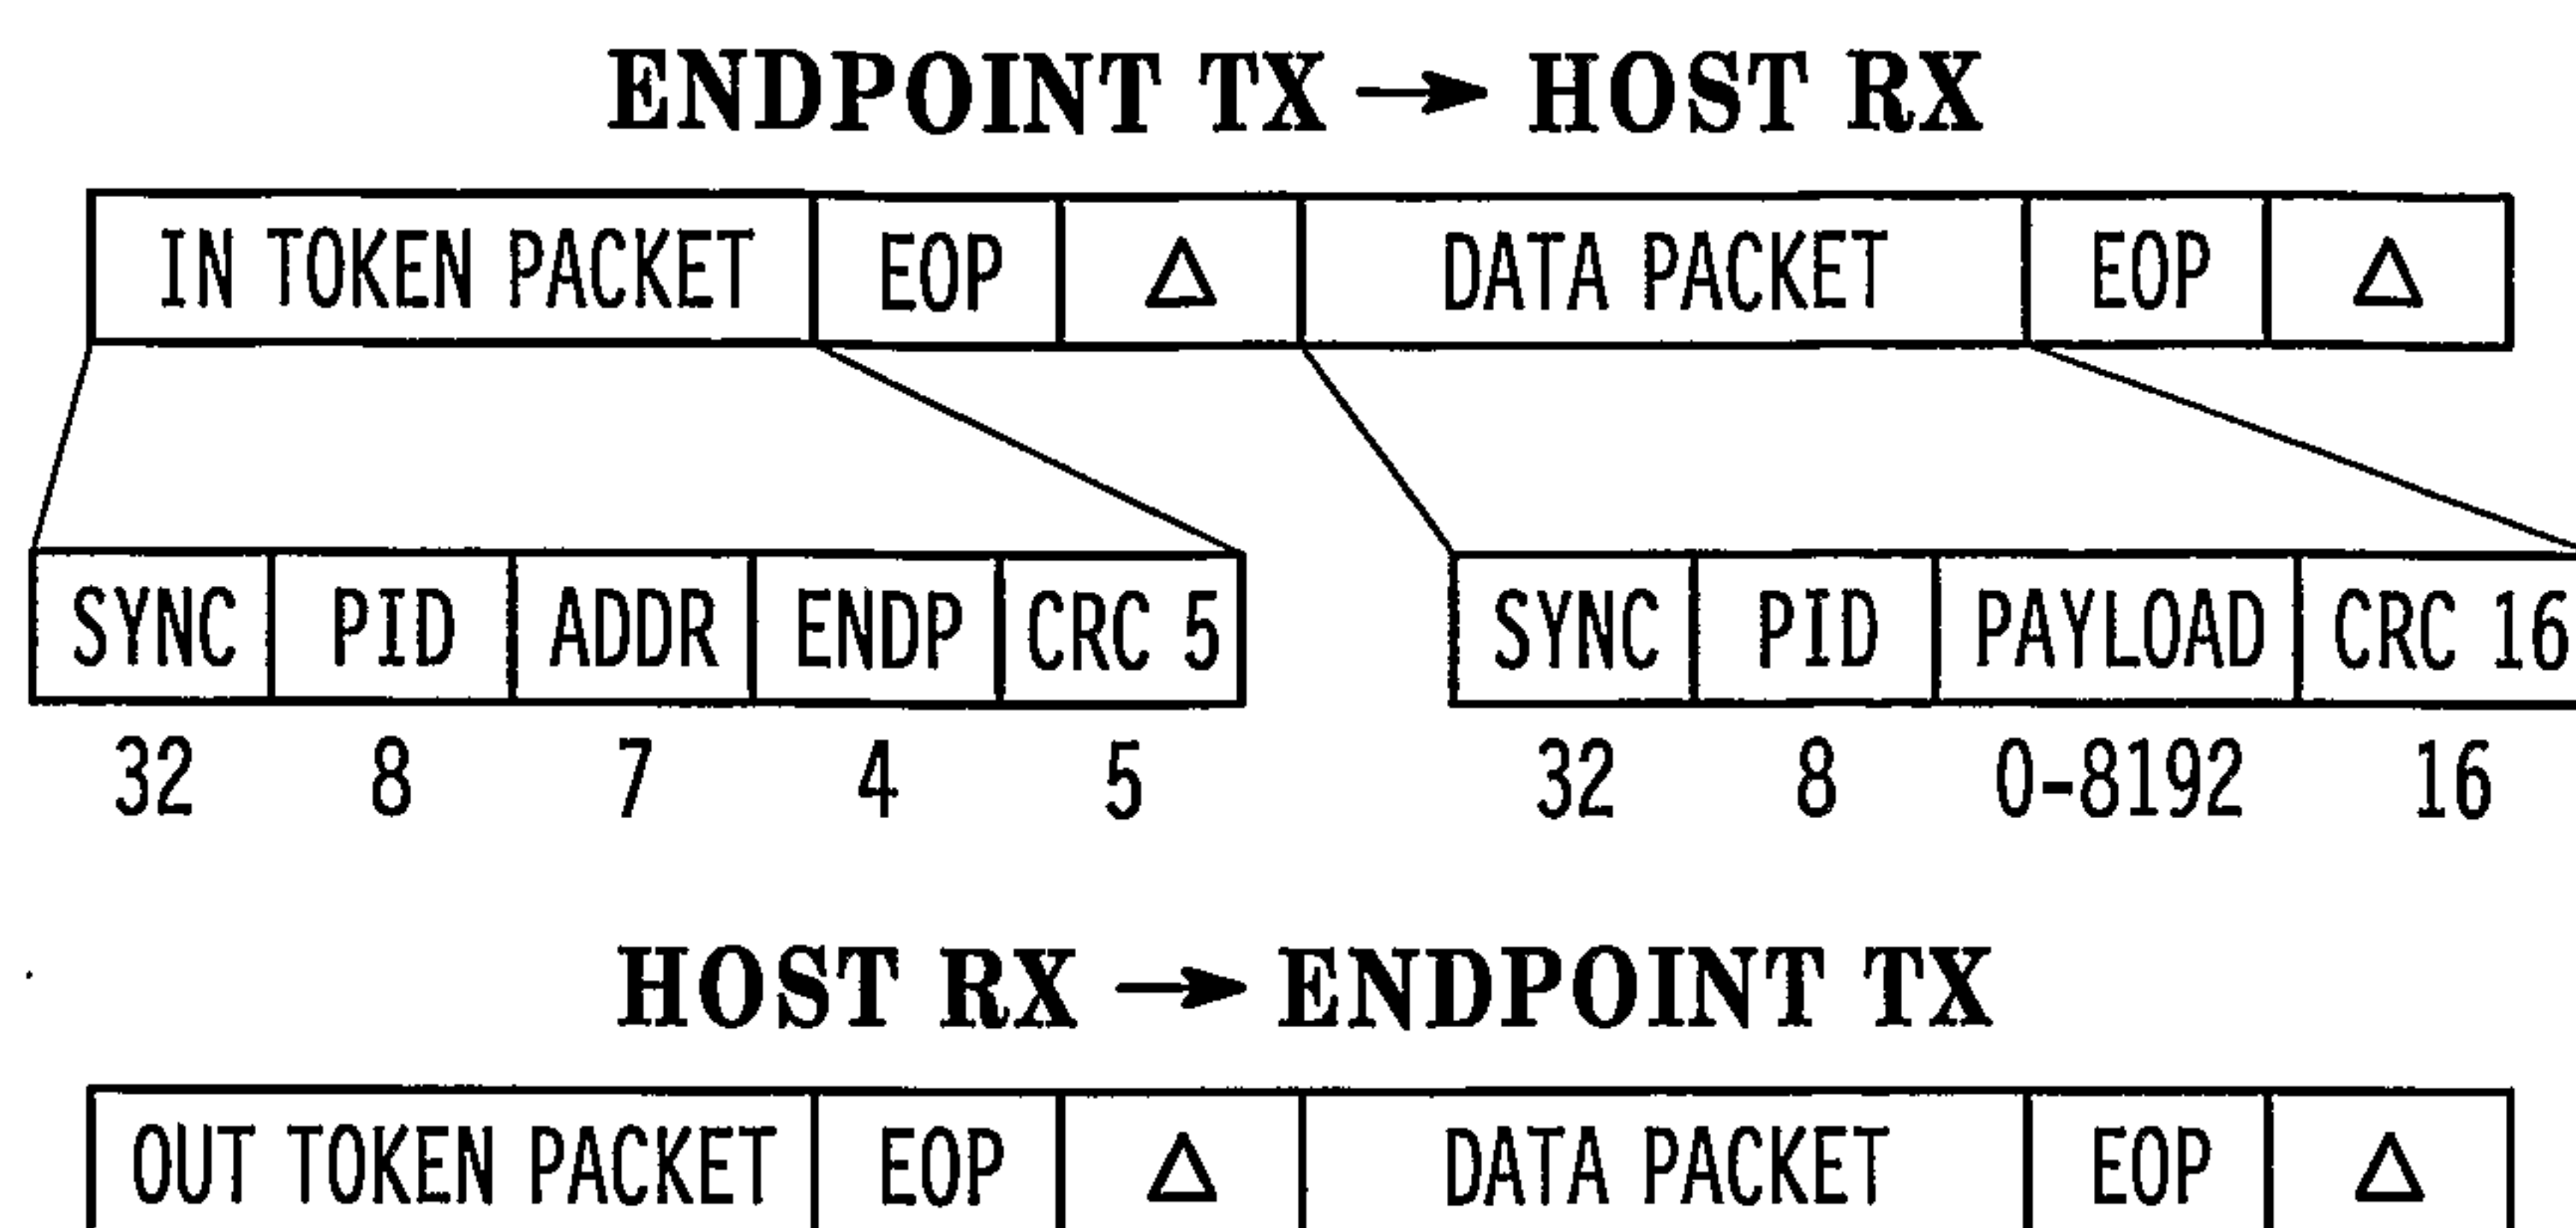 ENDPOINT TX → HOST RX
IN TOKEN PACKET EOP Δ DATA PACKET EOP Δ
SYNC PID ADDR ENDP CRC 5 SYNC PID PAYLOAD CRC 16
32 8 7 4 5 32 8 0-8192 16
HOST RX → ENDPOINT TX
OUT TOKEN PACKET EOP Δ DATA PACKET EOP Δ